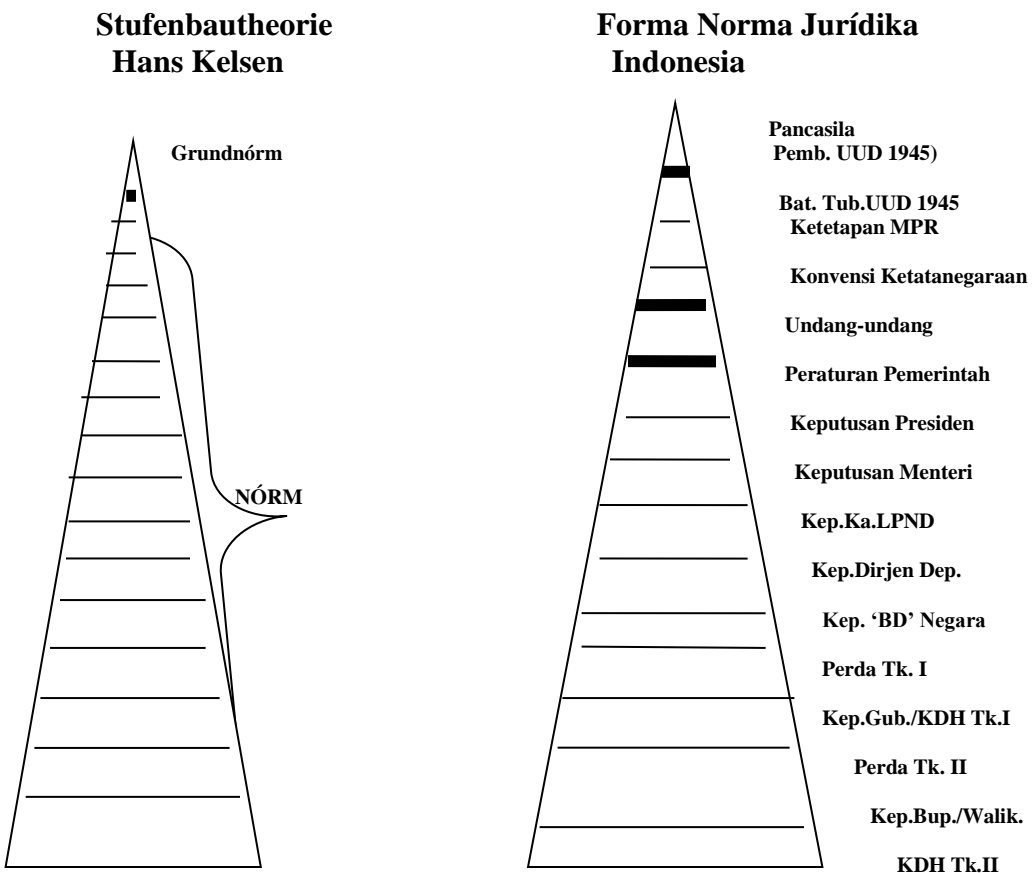 Stufenbautheorie
Hans Kelsen
Grundnórm
NÓRM
Forma Norma Jurídika
Indonesia
Pancasila
Pemb. UUD 1945)
Bat. Tub.UUD 1945
Ketetapan MPR
Konvensi Ketatanegaraan
Undang-undang
Peraturan Pemerintah
Keputusan Presiden
Keputusan Menteri
Kep.Ka.LPND
Kep.Dirjen Dep.
Kep. ‘BD’ Negara
Perda Tk. I
Kep.Gub./KDH Tk.I
Perda Tk. II
Kep.Bup./Walik.
KDH Tk.II